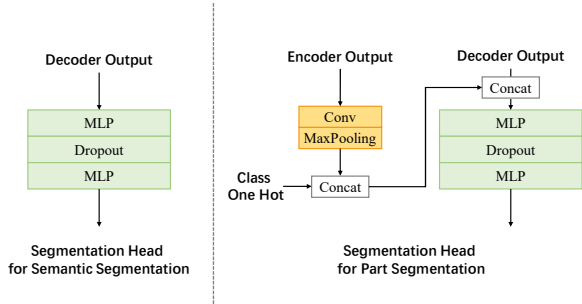 Decoder Output
MLP
Dropout
MLP
Segmentation Head
for Semantic Segmentation
Encoder Output
Decoder Output
Concat
Conv
MaxPooling
MLP
Dropout
MLP
Class
One Hot
Concat
Segmentation Head
for Part Segmentation